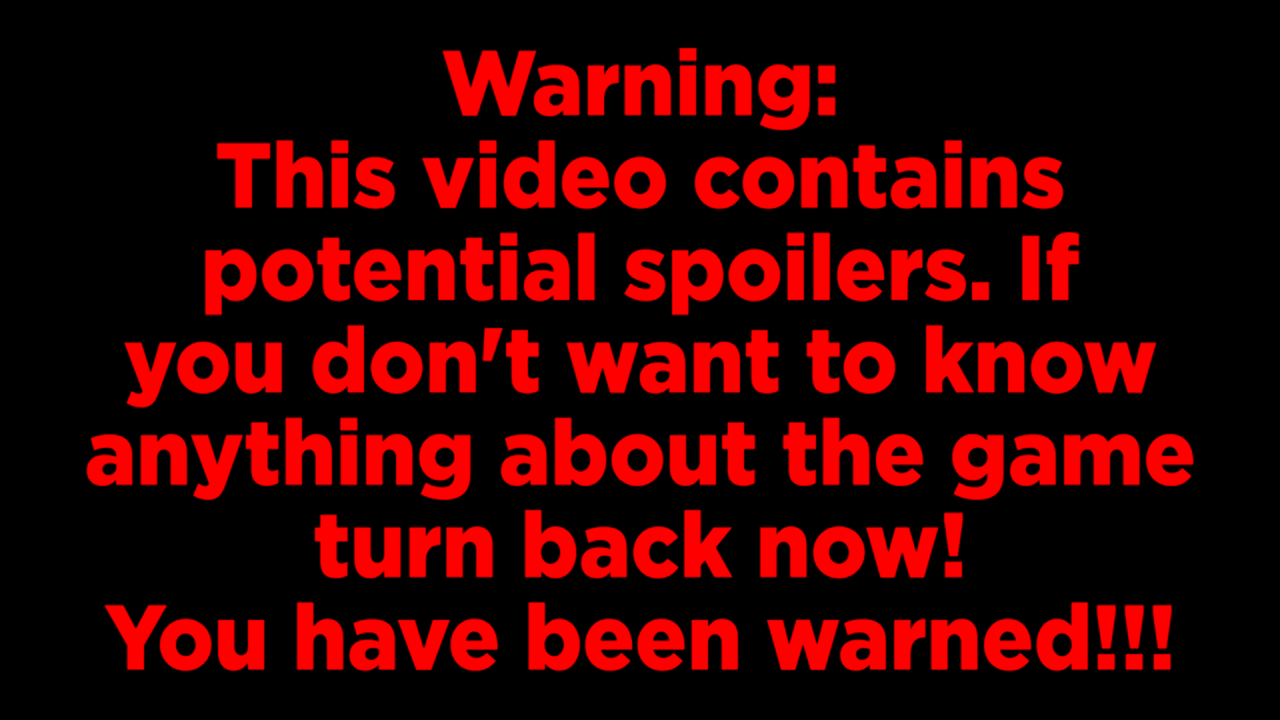 Warning:
This video contains
potential spoilers. If
you don't want to know
anything about the game
turn back now!
You have been warned!!!